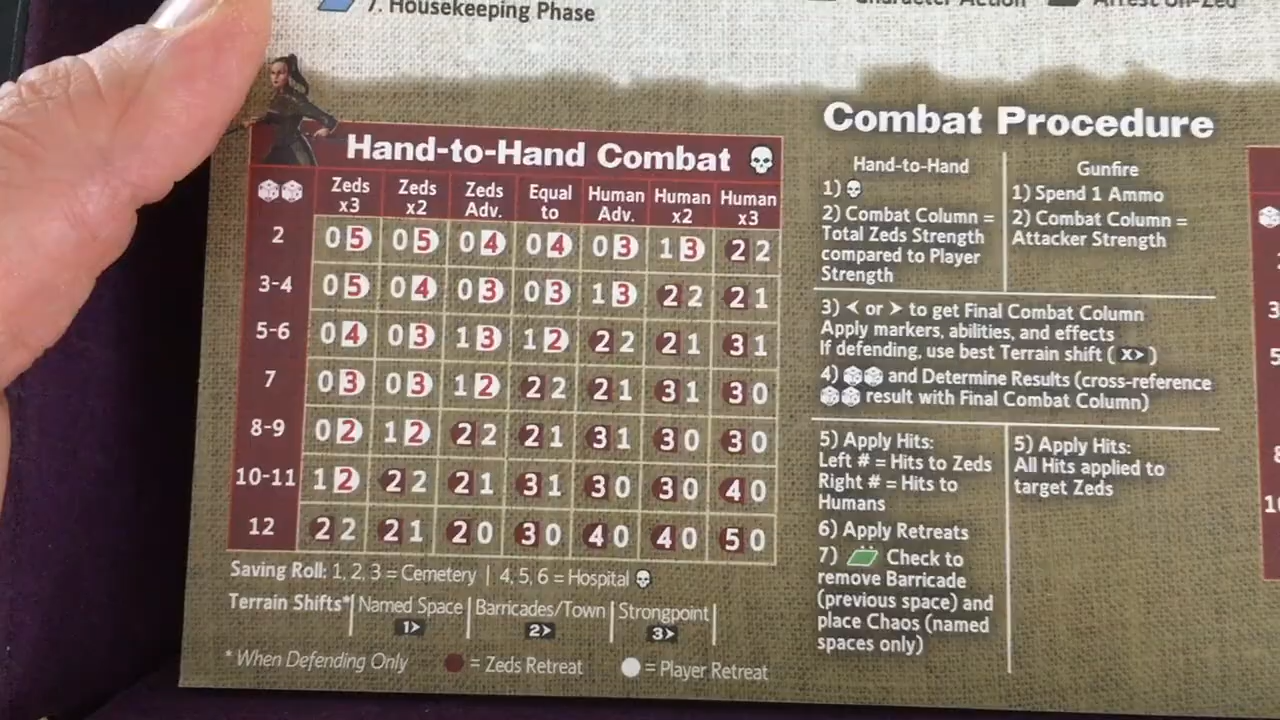 7. Housekeeping Phase
Character Action
Arrest Un-Zed
Hand-to-Hand Combat
Zeds x3 Zeds x2 Zeds Adv. Equal to Human Adv. Human x2 Human x3
2 0 5 0 5 0 4 0 4 0 3 1 3 2 2
3-4 0 5 0 4 0 3 0 3 1 3 2 2 2 1
5-6 0 4 0 3 1 3 1 2 2 2 2 1 3 1
7 0 3 0 3 1 2 2 2 2 1 3 1 3 0
8-9 0 2 1 2 2 2 2 1 3 1 3 0 3 0
10-11 1 2 2 2 2 1 3 1 3 0 3 0 4 0
12 2 2 2 1 2 0 3 0 4 0 4 0 5 0
Saving Roll: 1, 2, 3 = Cemetery | 4, 5, 6 = Hospital
Terrain Shifts* | Named Space | Barricades/Town | Strongpoint |
1> 2> 3>
* When Defending Only = Zeds Retreat = Player Retreat
Combat Procedure
Hand-to-Hand
1)
2) Combat Column =
Total Zeds Strength
compared to Player
Strength
Gunfire
1) Spend 1 Ammo
2) Combat Column =
Attacker Strength
3) < or > to get Final Combat Column
Apply markers, abilities, and effects
If defending, use best Terrain shift ( X> )
4) and Determine Results (cross-reference
result with Final Combat Column)
5) Apply Hits:
Left # = Hits to Zeds
Right # = Hits to
Humans
6) Apply Retreats
7) Check to
remove Barricade
(previous space) and
place Chaos (named
spaces only)
5) Apply Hits:
All Hits applied to
target Zeds